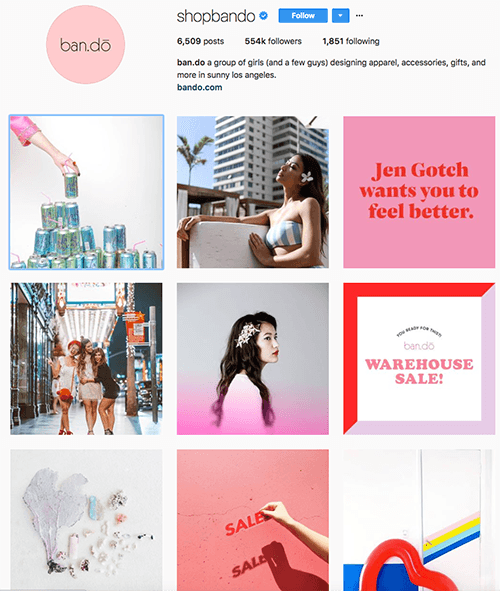 ban.dō
shopbando
Follow
6,509 posts 554k followers 1,851 following
ban.do a group of girls (and a few guys) designing apparel, accessories, gifts, and
more in sunny los angeles.
bando.com
Jen Gotch
wants you to
feel better.
YOU READY FOR THIS?!
ban.dō
WAREHOUSE
SALE!
SALE
SALE